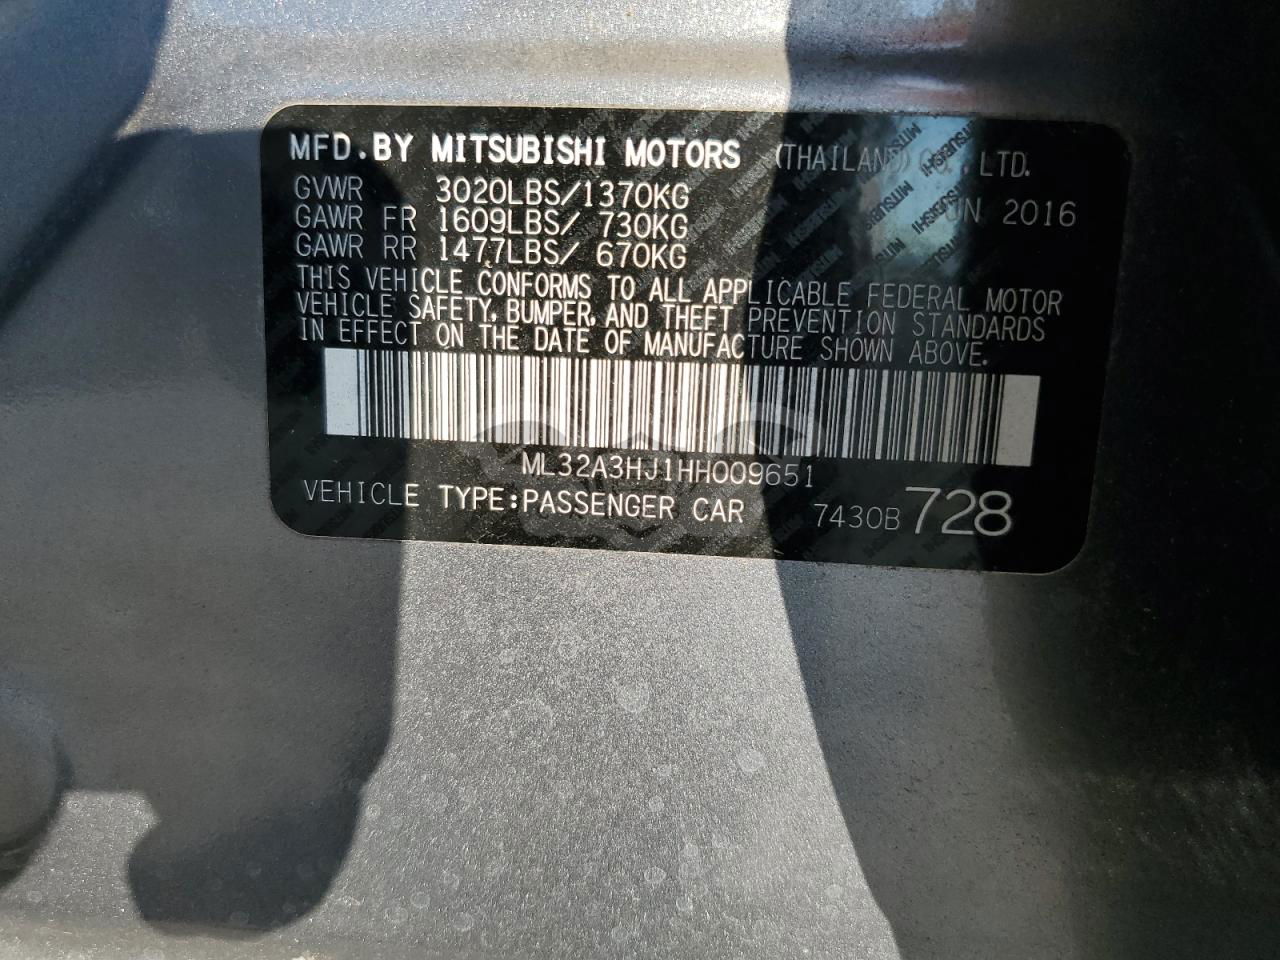 MFD.BY MITSUBISHI MOTORS (THAILAND) CO.,LTD.
GVWR 3020LBS/1370KG
GAWR FR 1609LBS/ 730KG UN 2016
GAWR RR 1477LBS/ 670KG
THIS VEHICLE CONFORMS TO ALL APPLICABLE FEDERAL MOTOR
VEHICLE SAFETY, BUMPER, AND THEFT PREVENTION STANDARDS
IN EFFECT ON THE DATE OF MANUFACTURE SHOWN ABOVE.
ML32A3HJ1HH009651
VEHICLE TYPE:PASSENGER CAR 7430B 728